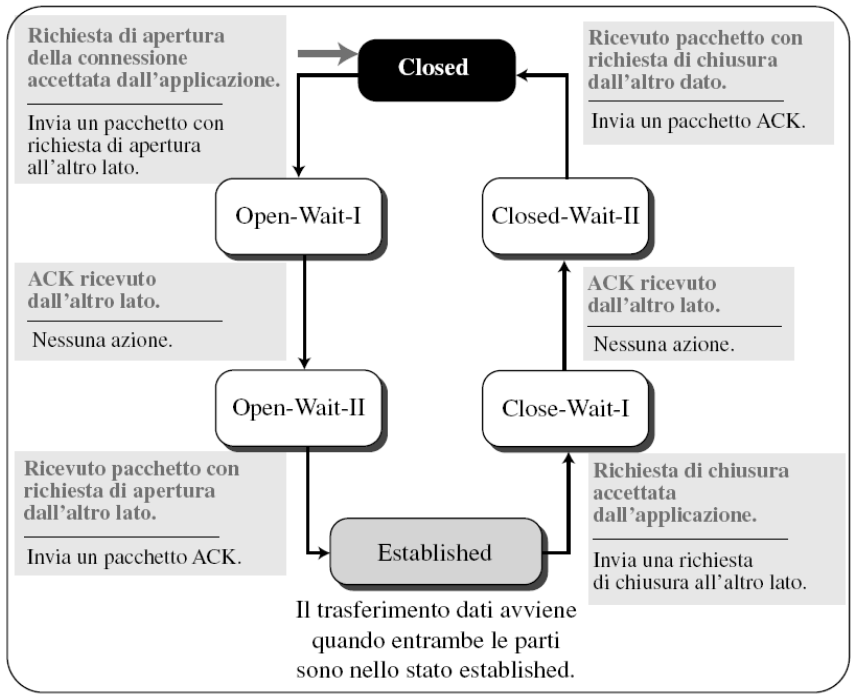 Richiesta di apertura
della connessione
accettata dall'applicazione.
Invia un pacchetto con
richiesta di apertura
all'altro lato.
Closed
Ricevuto pacchetto con
richiesta di chiusura
dall'altro dato.
Invia un pacchetto ACK.
Open-Wait-I
Closed-Wait-II
ACK ricevuto
dall'altro lato.
Nessuna azione.
ACK ricevuto
dall'altro lato.
Nessuna azione.
Open-Wait-II
Close-Wait-I
Ricevuto pacchetto con
richiesta di apertura
dall'altro lato.
Invia un pacchetto ACK.
Established
Richiesta di chiusura
accettata
dall'applicazione.
Invia una richiesta
di chiusura all'altro lato.
Il trasferimento dati avviene
quando entrambe le parti
sono nello stato established.